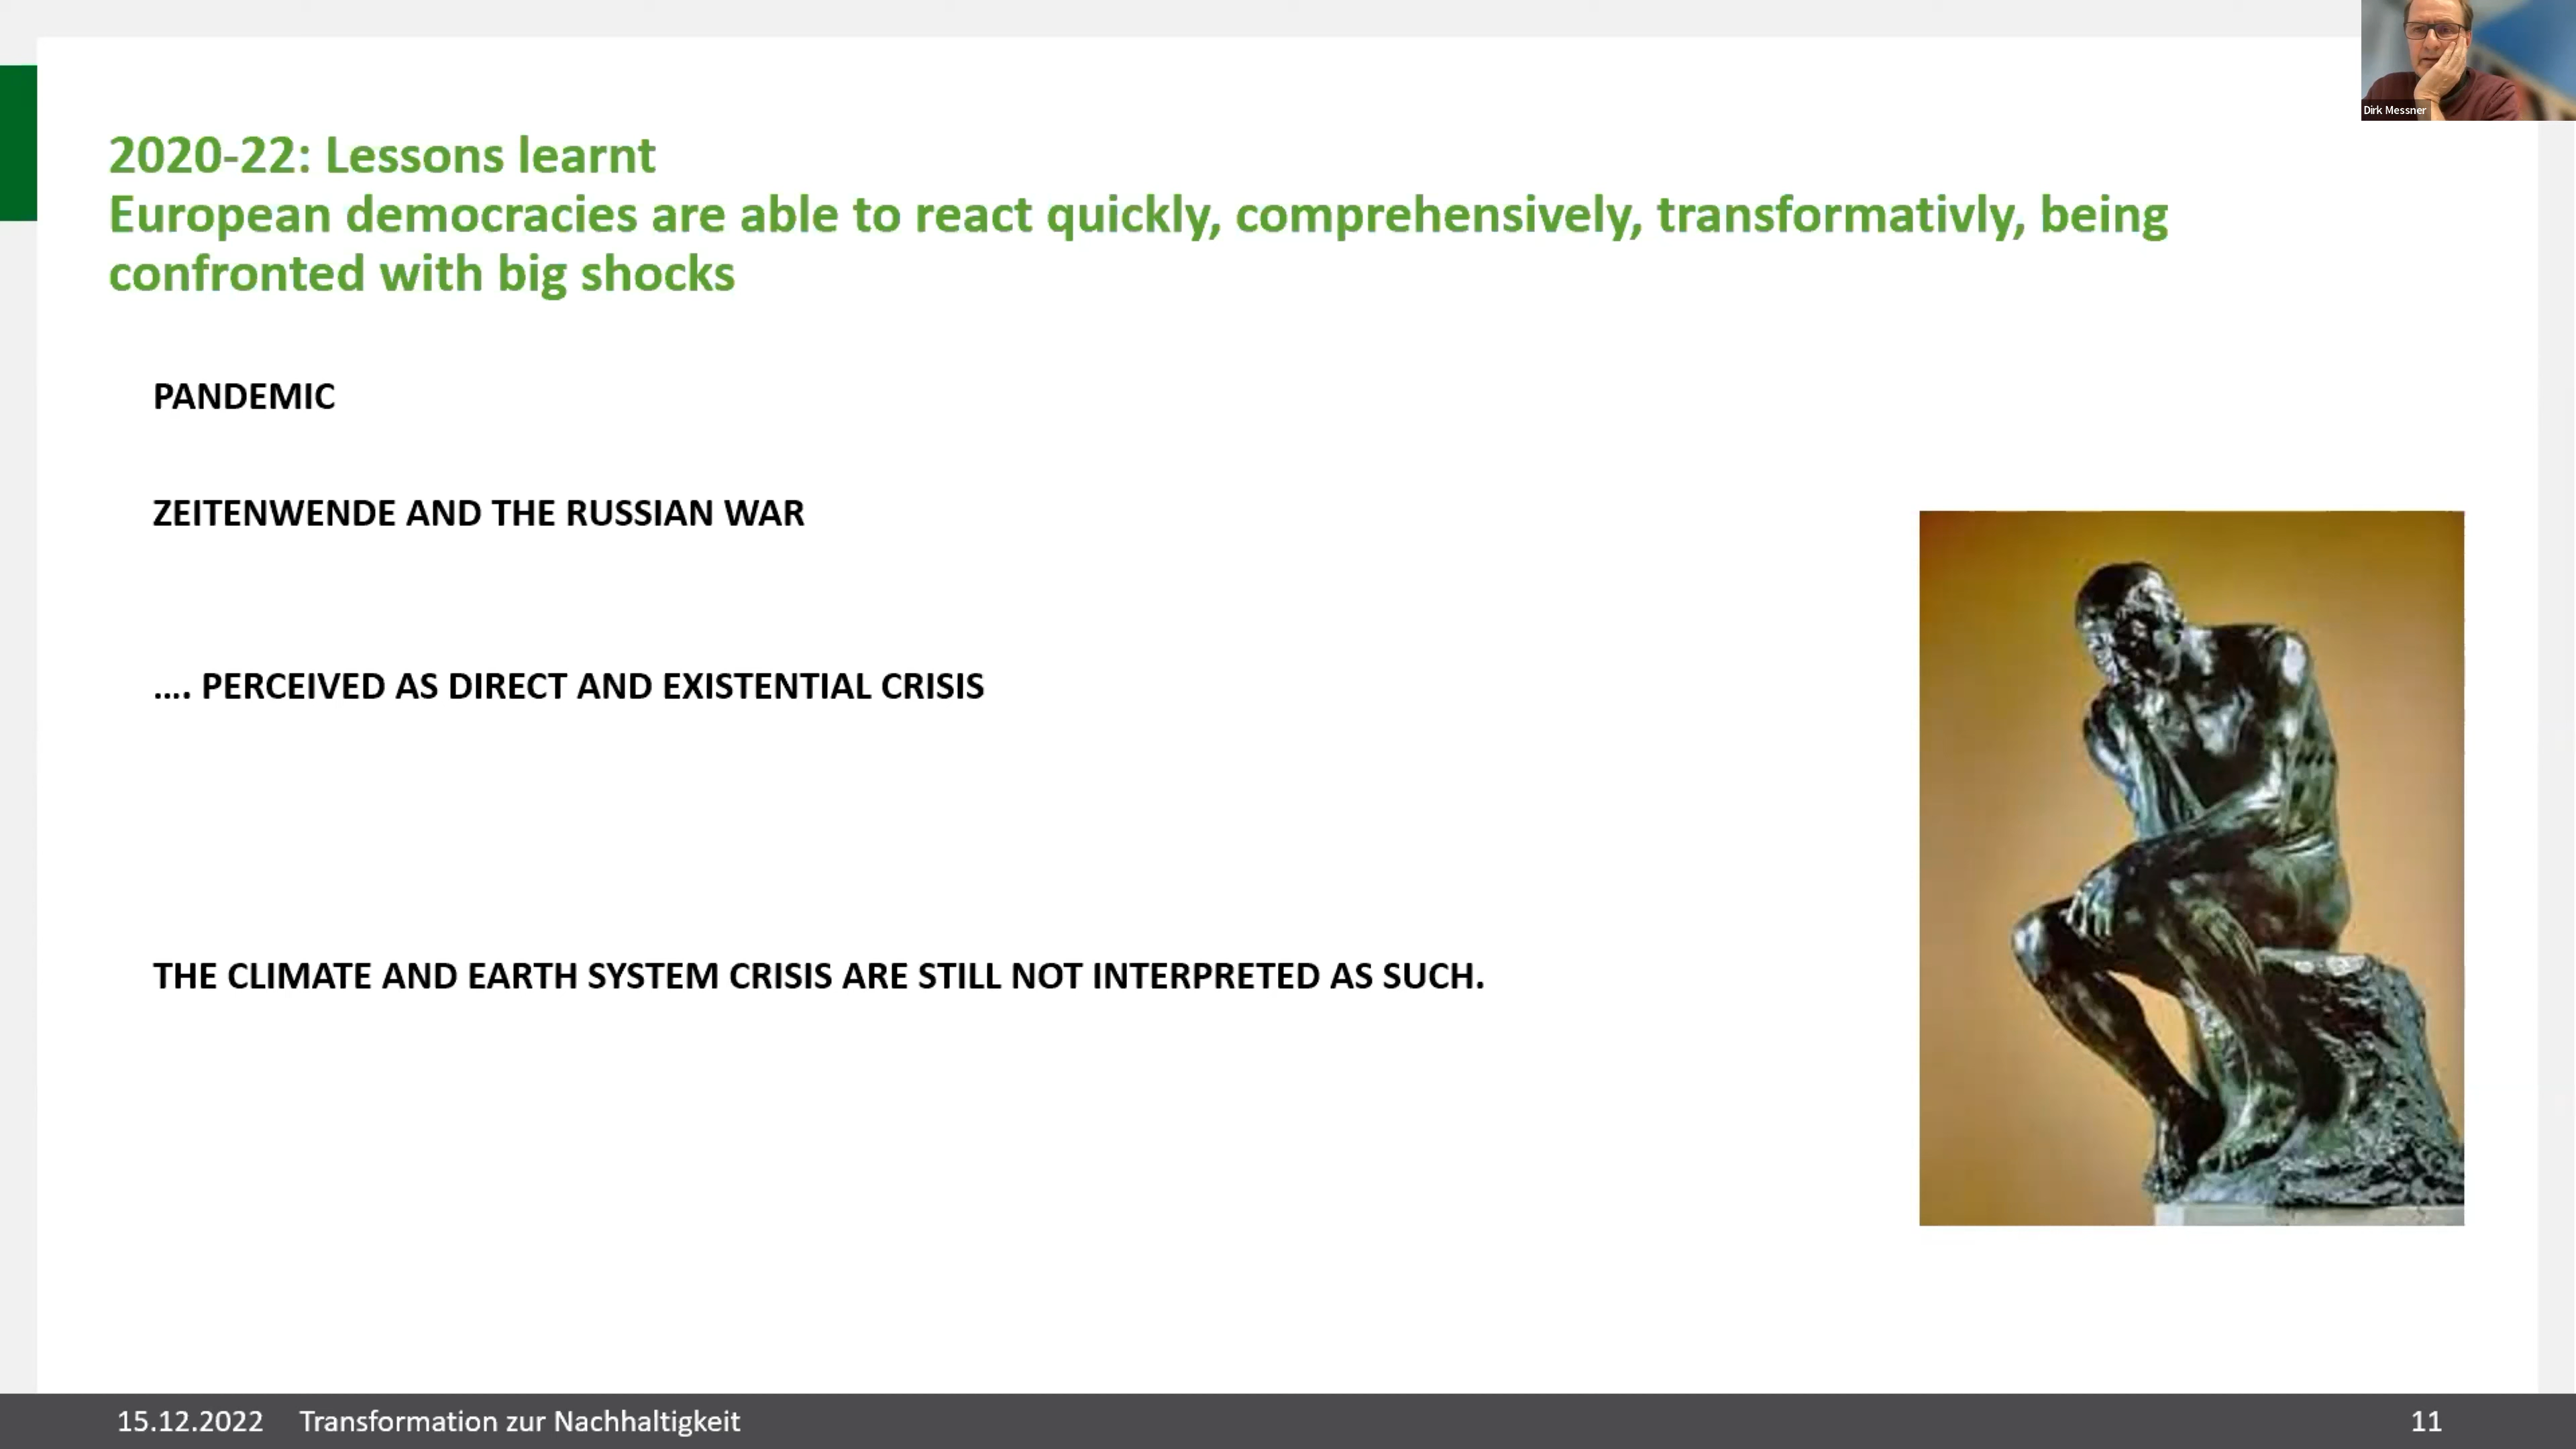 Dirk Messner
2020-22: Lessons learnt
European democracies are able to react quickly, comprehensively, transformativly, being
confronted with big shocks
PANDEMIC
ZEITENWENDE AND THE RUSSIAN WAR
…. PERCEIVED AS DIRECT AND EXISTENTIAL CRISIS
THE CLIMATE AND EARTH SYSTEM CRISIS ARE STILL NOT INTERPRETED AS SUCH.
15.12.2022 Transformation zur Nachhaltigkeit 11